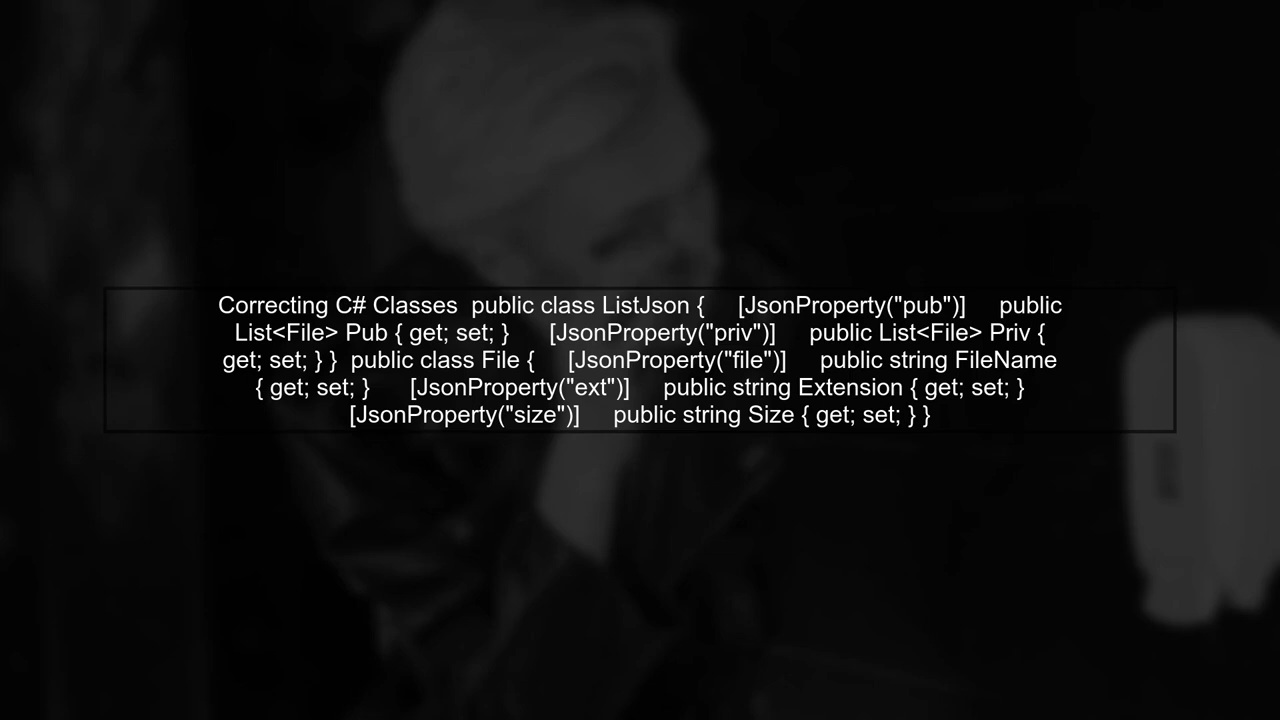 Correcting C# Classes  public class ListJson {     [JsonProperty("pub")]     public
List<File> Pub { get; set; }      [JsonProperty("priv")]     public List<File> Priv {
get; set; } }  public class File {     [JsonProperty("file")]     public string FileName
{ get; set; }      [JsonProperty("ext")]     public string Extension { get; set; }
[JsonProperty("size")]     public string Size { get; set; } }